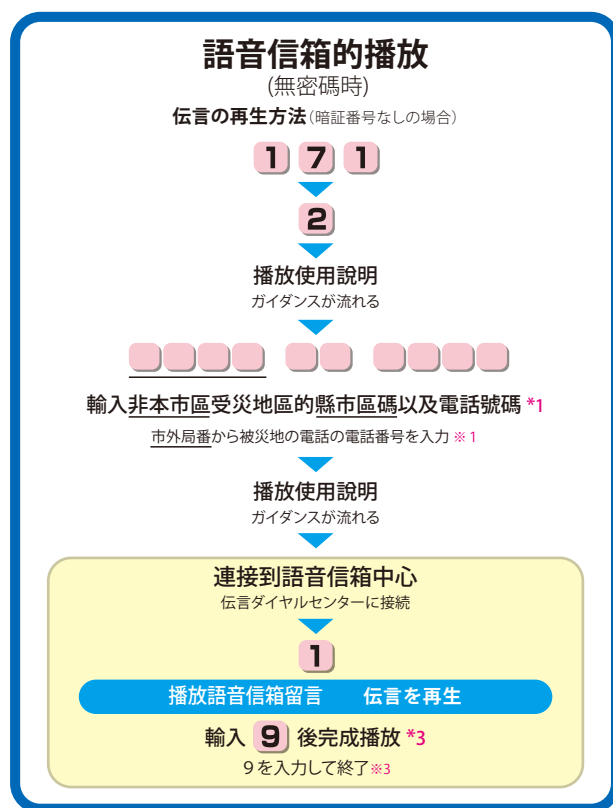 語音信箱的播放
(無密碼時)
伝言の再生方法(暗証番号なしの場合)
1 7 1
2
播放使用說明
ガイダンスが流れる
輸入非本市區受災地區的縣市區碼以及電話號碼 *1
市外局番から被災地の電話の電話番号を入力 ※1
播放使用說明
ガイダンスが流れる
連接到語音信箱中心
伝言ダイヤルセンターに接続
1
播放語音信箱留言 伝言を再生
輸入 9 後完成播放 *3
9を入力して終了※3